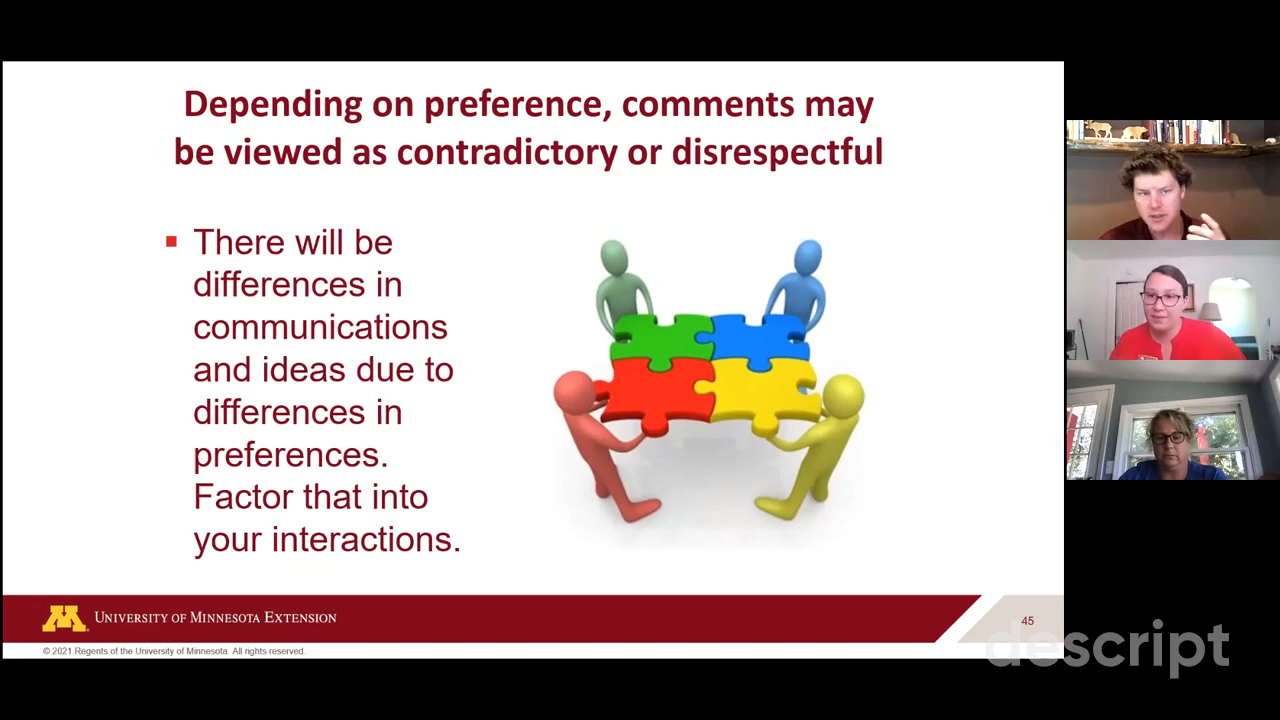 Depending on preference, comments may
be viewed as contradictory or disrespectful
There will be
differences in
communications
and ideas due to
differences in
preferences.
Factor that into
your interactions.
University of Minnesota Extension
45
© 2021 Regents of the University of Minnesota. All rights reserved.
descript